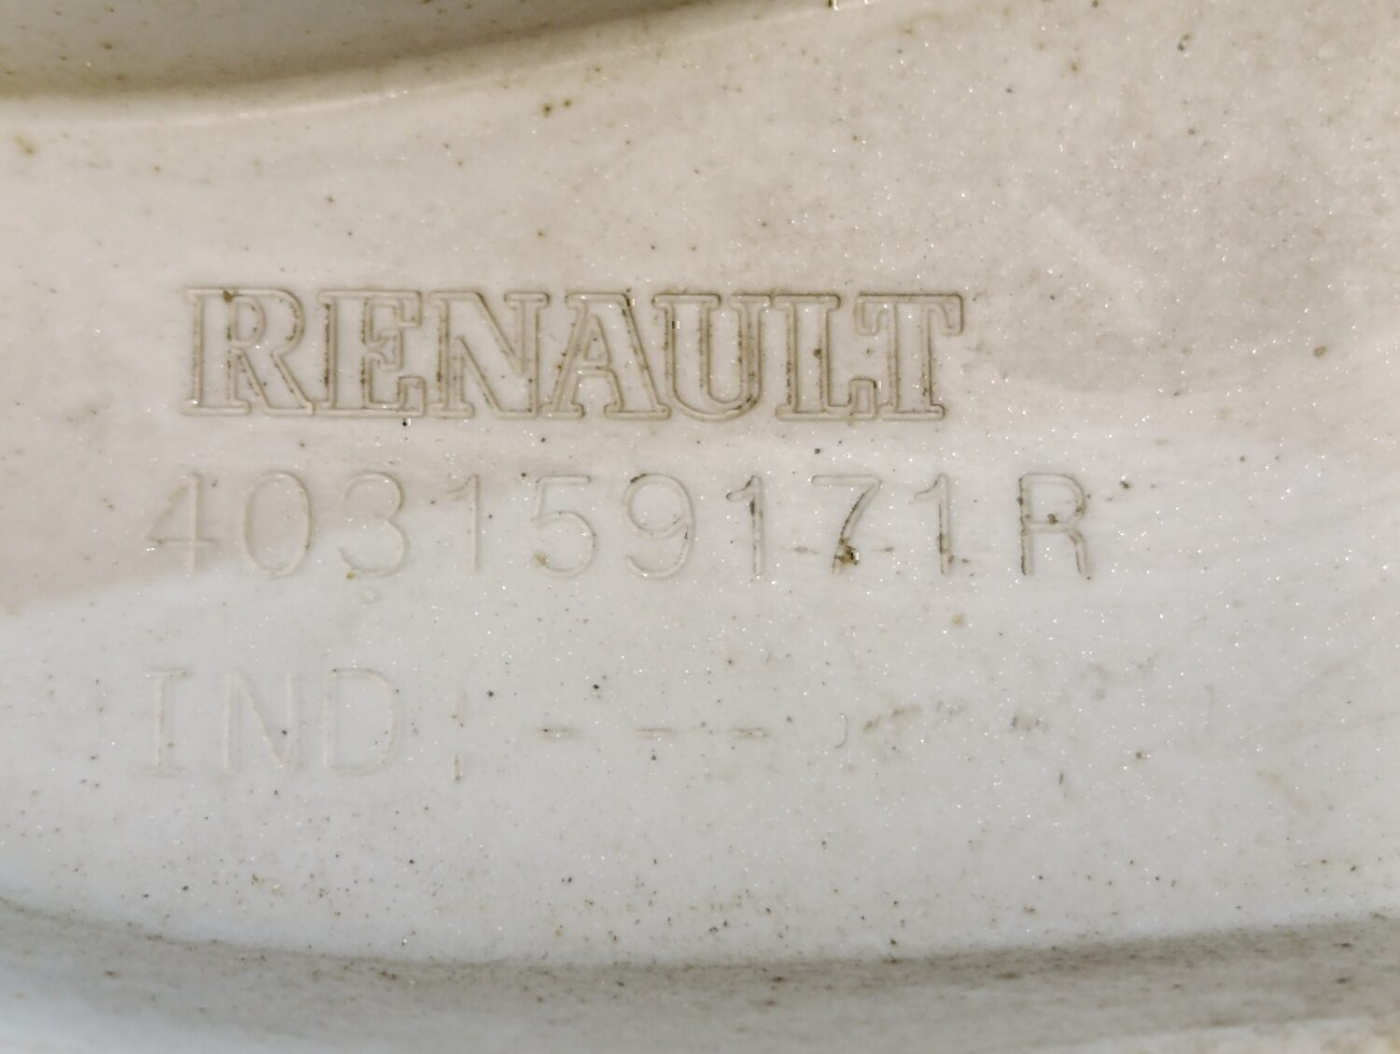 RENAULT
403159171R
IND: ---